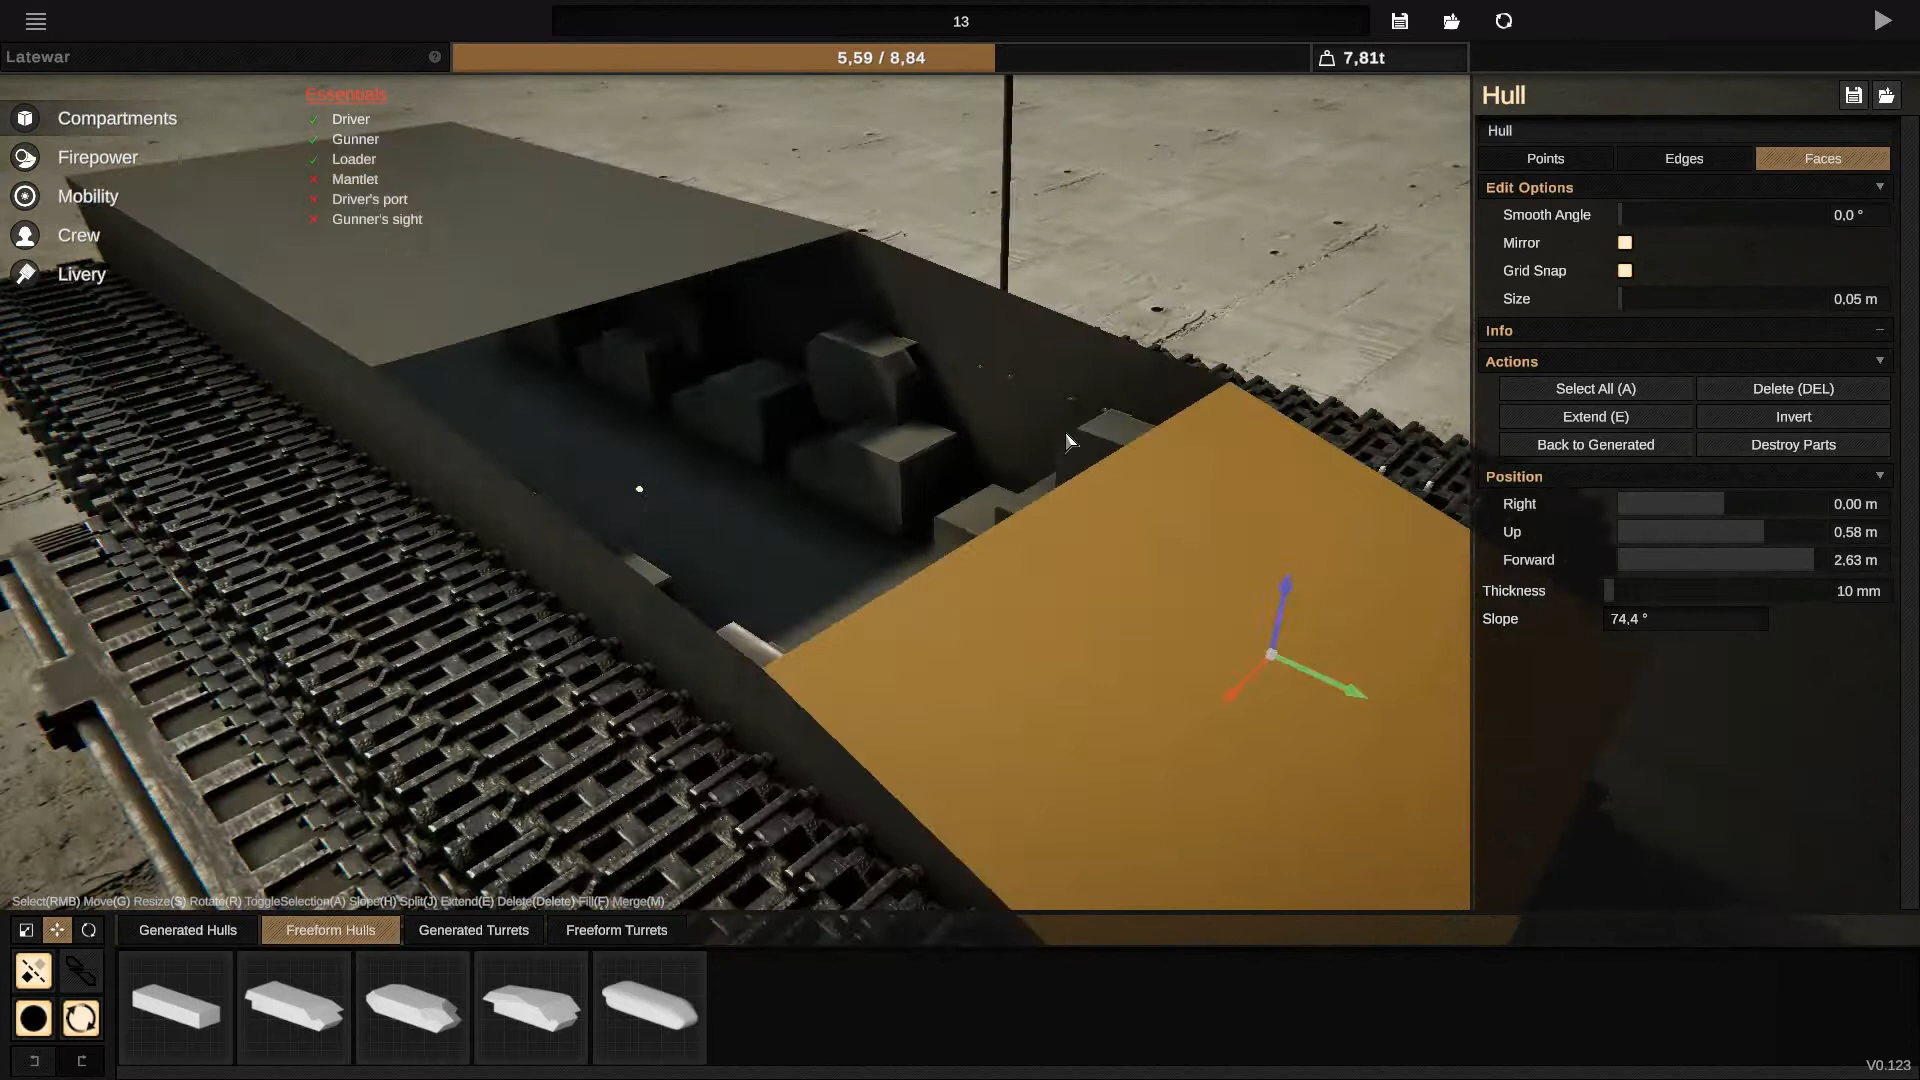 13
Latewar
5,59 / 8,84
7,81t
Essentials
Driver
Gunner
Loader
Mantlet
Driver's port
Gunner's sight
Compartments
Firepower
Mobility
Crew
Livery
Hull
Hull
Points
Edges
Faces
Edit Options
Smooth Angle
0,0 °
Mirror
Grid Snap
Size
0,05 m
Info
Actions
Select All (A)
Delete (DEL)
Extend (E)
Invert
Back to Generated
Destroy Parts
Position
Right
0,00 m
Up
0,58 m
Forward
2,63 m
Thickness
10 mm
Slope
74,4 °
Select(RMB) Move(G) Resize(S) Rotate(R) ToggleSelection(A) Slope(H) Split(J) Extend(E) Delete(Delete) Fill(F) Merge(M)
Generated Hulls
Freeform Hulls
Generated Turrets
Freeform Turrets
V0.123